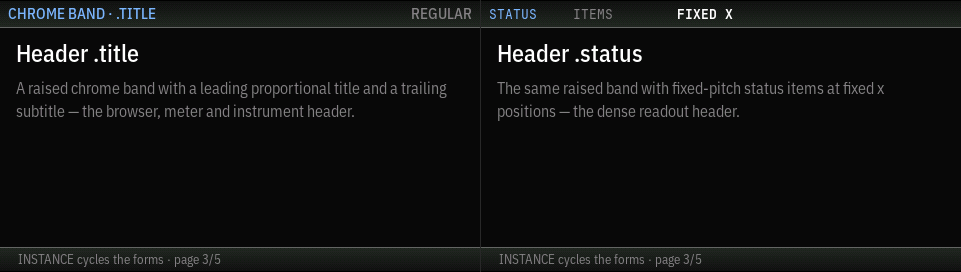 CHROME BAND · .TITLE REGULAR
Header .title
A raised chrome band with a leading proportional title and a trailing
subtitle — the browser, meter and instrument header.
INSTANCE cycles the forms · page 3/5
STATUS ITEMS FIXED X
Header .status
The same raised band with fixed-pitch status items at fixed x
positions — the dense readout header.
INSTANCE cycles the forms · page 3/5